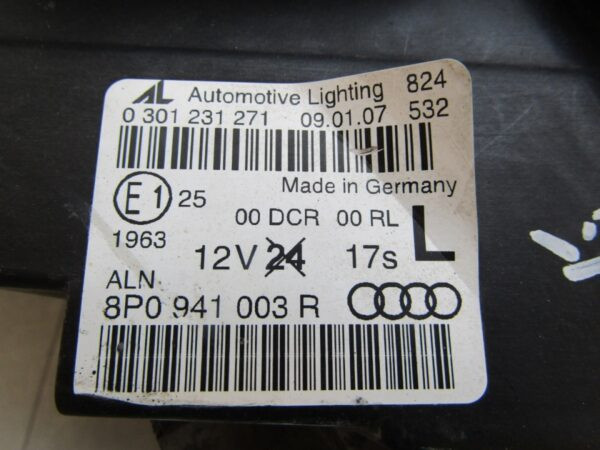 AL Automotive Lighting 824
0 301 231 271 09.01.07 532
Made in Germany
E1 25
00 DCR 00 RL
1963
12V 24 17s L
ALN
8P0 941 003 R